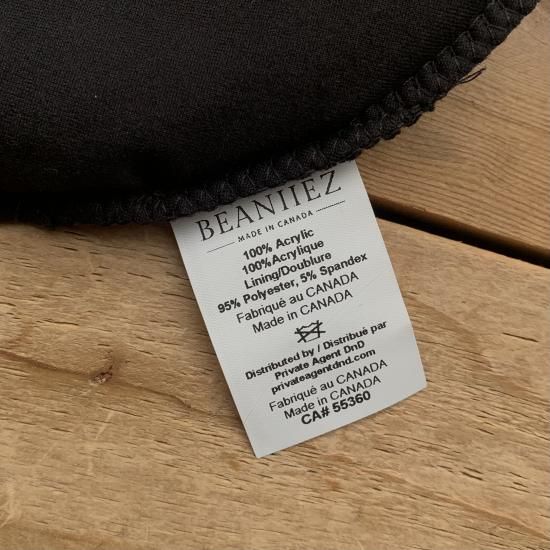 BEANIIEZ
MADE IN CANADA
100% Acrylic
100%Acrylique
Lining/Doublure
95% Polyester, 5% Spandex
Fabriqué au CANADA
Made in CANADA
Distributed by / Distribué par
Private Agent DnD
privateagentdnd.com
Fabriqué au CANADA
Made in CANADA
CA# 55360